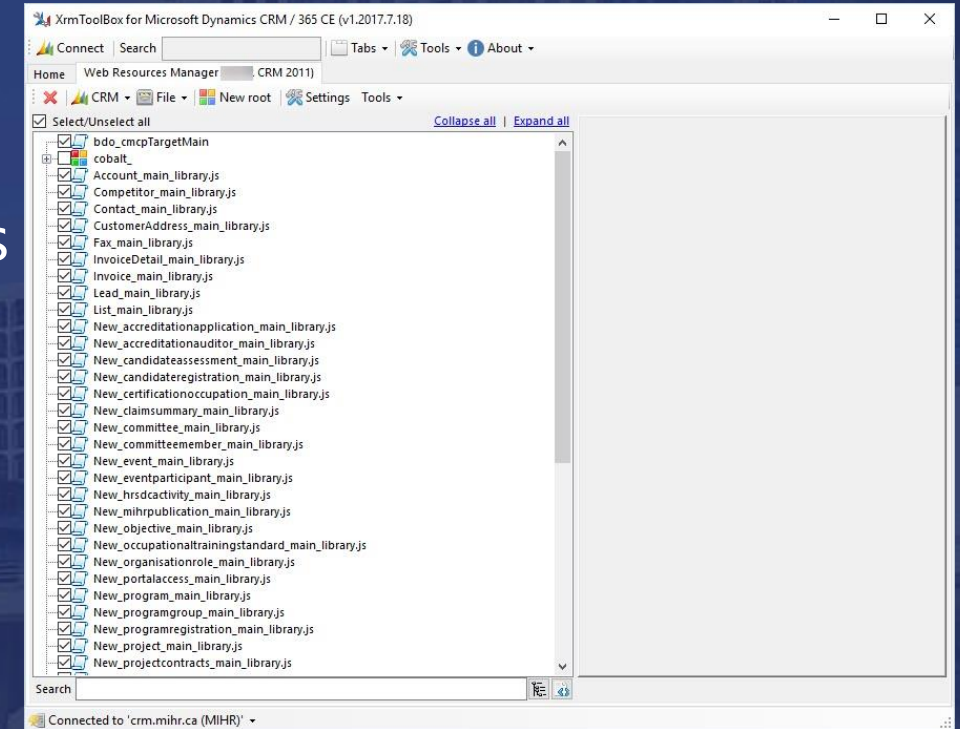 XrmToolBox for Microsoft Dynamics CRM / 365 CE (v1.2017.7.18)
Connect Search Tabs Tools About
Home Web Resources Manager CRM 2011)
CRM File New root Settings Tools
Select/Unselect all Collapse all | Expand all
bdo_cmcpTargetMain
cobalt_
Account_main_library.js
Competitor_main_library.js
Contact_main_library.js
CustomerAddress_main_library.js
Fax_main_library.js
InvoiceDetail_main_library.js
Invoice_main_library.js
Lead_main_library.js
List_main_library.js
New_accreditationapplication_main_library.js
New_accreditationauditor_main_library.js
New_candidateassessment_main_library.js
New_candidateregistration_main_library.js
New_certificationoccupation_main_library.js
New_claimsummary_main_library.js
New_committee_main_library.js
New_committeemember_main_library.js
New_event_main_library.js
New_eventparticipant_main_library.js
New_hrsdcactivity_main_library.js
New_mihrpublication_main_library.js
New_objective_main_library.js
New_occupationaltrainingstandard_main_library.js
New_organisationrole_main_library.js
New_portalaccess_main_library.js
New_program_main_library.js
New_programgroup_main_library.js
New_programregistration_main_library.js
New_project_main_library.js
New_projectcontracts_main_library.js
Search
Connected to 'crm.mihr.ca (MIHR)'